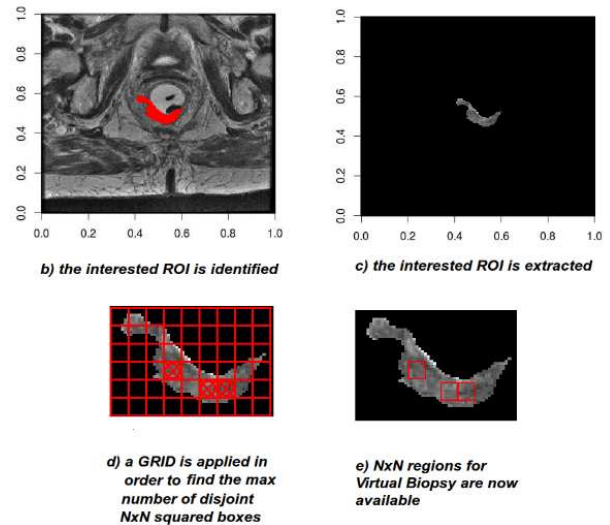 1.0
0.8
0.6
0.4
0.2
0.0
0.0 0.2 0.4 0.6 0.8 1.0
b) the interested ROI is identified
1.0
0.8
0.6
0.4
0.2
0.0
0.0 0.2 0.4 0.6 0.8 1.0
c) the interested ROI is extracted
d) a GRID is applied in
order to find the max
number of disjoint
NxN squared boxes
e) NxN regions for
Virtual Biopsy are now
available